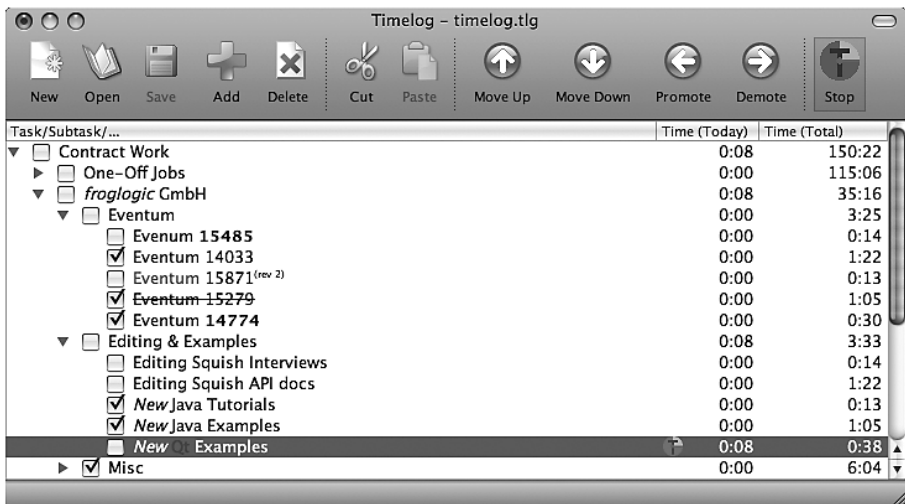 Timelog – timelog.tlg
New Open Save Add Delete Cut Paste Move Up Move Down Promote Demote Stop
Task/Subtask/... Time (Today) Time (Total)
Contract Work 0:08 150:22
One-Off Jobs 0:00 115:06
froglogic GmbH 0:08 35:16
Eventum 0:00 3:25
Evenum 15485 0:00 0:14
Eventum 14033 0:00 1:22
Eventum 15871(rev 2) 0:00 0:13
Eventum 15279 0:00 1:05
Eventum 14774 0:00 0:30
Editing & Examples 0:08 3:33
Editing Squish Interviews 0:00 0:14
Editing Squish API docs 0:00 1:22
New Java Tutorials 0:00 0:13
New Java Examples 0:00 1:05
New Qt Examples 0:08 0:38
Misc 0:00 6:04